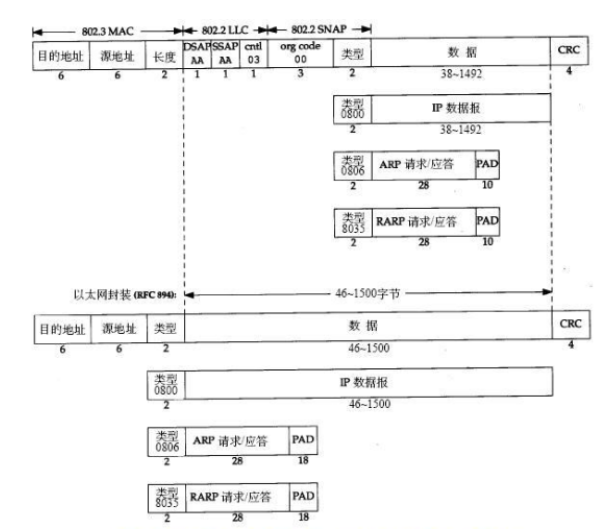 802.3 MAC 802.2 LLC 802.2 SNAP
目的地址 源地址 长度 DSAP AA SSAP AA cntl 03 org code 00 类型 数 据 CRC
6 6 2 1 1 1 3 2 38~1492 4
类型 0800 IP 数据报
2 38~1492
类型 0806 ARP 请求/应答 PAD
2 28 10
类型 8035 RARP 请求/应答 PAD
2 28 10
以太网封装 (RFC 894): 46~1500字节
目的地址 源地址 类型 数 据 CRC
6 6 2 46~1500 4
类型 0800 IP 数据报
2 46~1500
类型 0806 ARP 请求/应答 PAD
2 28 18
类型 8035 RARP 请求/应答 PAD
2 28 18